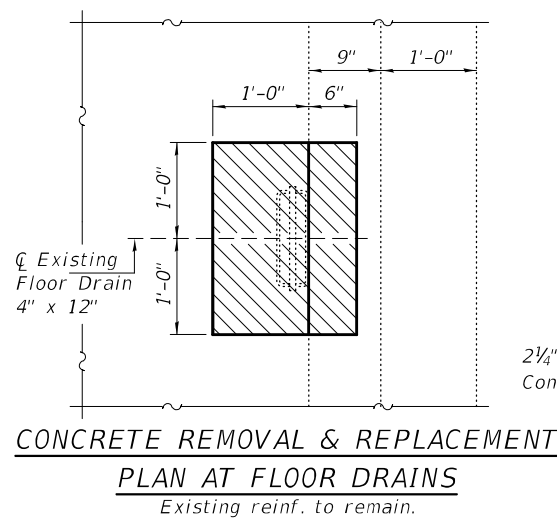 9" 1'-0"
1'-0" 6"
1'-0"
1'-0"
℄ Existing
Floor Drain
4" x 12"
2¼"
Con
CONCRETE REMOVAL & REPLACEMENT
PLAN AT FLOOR DRAINS
Existing reinf. to remain.